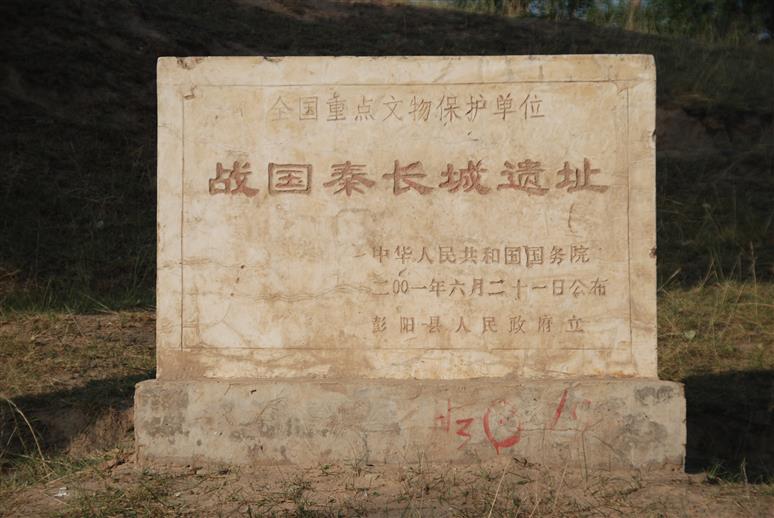 全国重点文物保护单位
战国秦长城遗址
中华人民共和国国务院
二00一年六月二十一日公布
彭阳县人民政府立